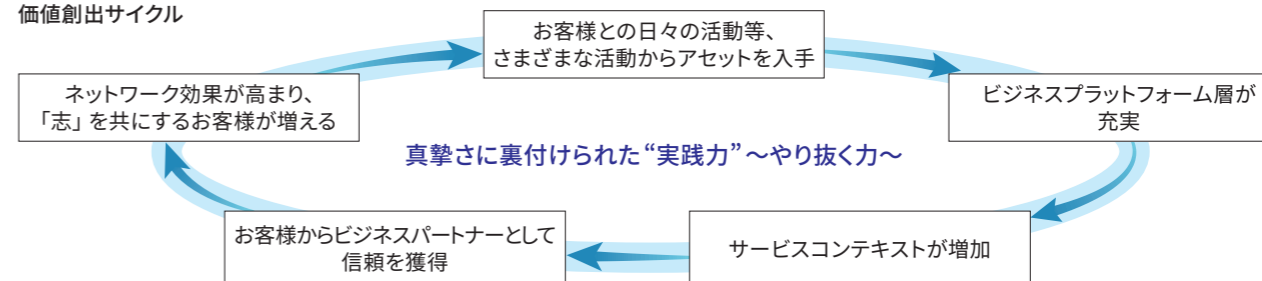 価値創出サイクル
お客様との日々の活動等、
さまざまな活動からアセットを入手
ビジネスプラットフォーム層が
充実
サービスコンテキストが増加
お客様からビジネスパートナーとして
信頼を獲得
ネットワーク効果が高まり、
「志」を共にするお客様が増える
真摯さに裏付けられた“実践力”～やり抜く力～